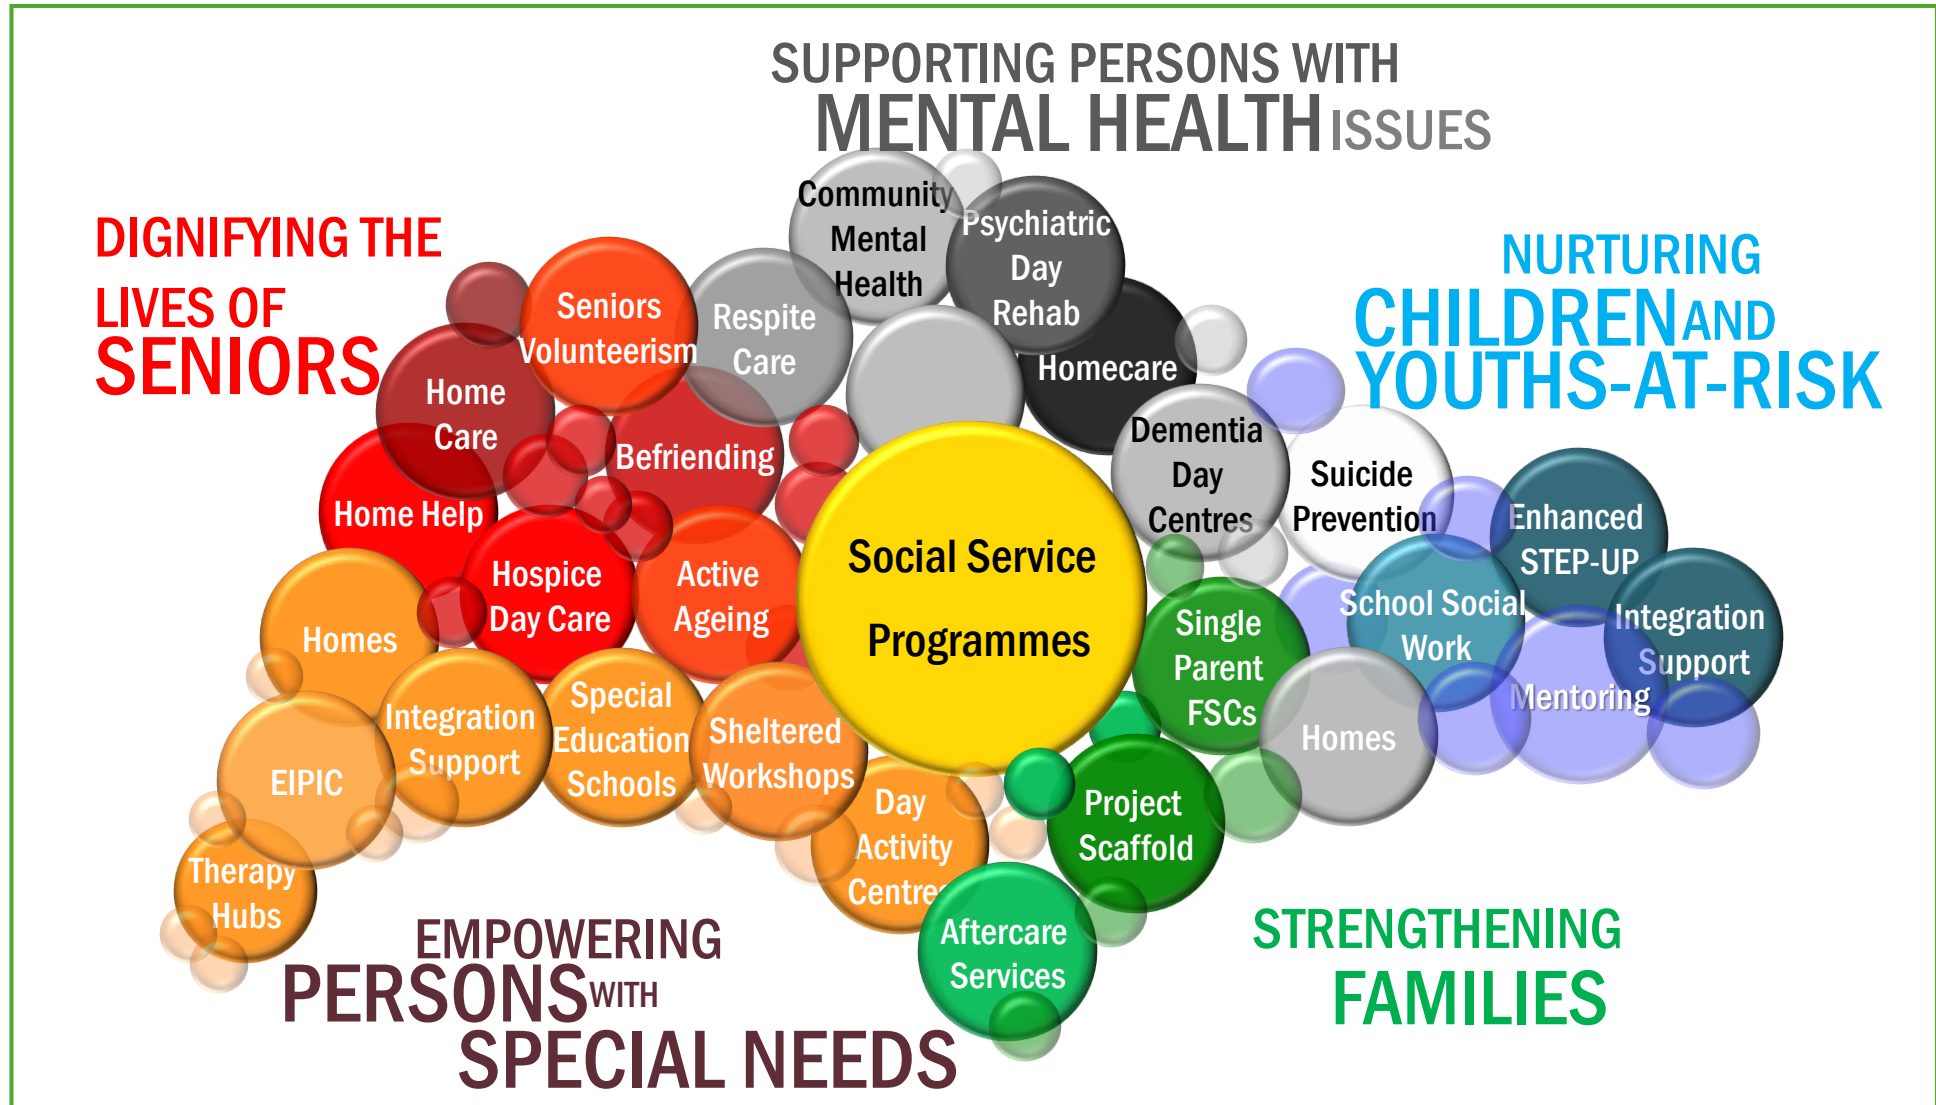 SUPPORTING PERSONS WITH
MENTAL HEALTH ISSUES
DIGNIFYING THE
LIVES OF
SENIORS
NURTURING
CHILDREN AND
YOUTHS-AT-RISK
Community
Mental
Health
Psychiatric
Day
Rehab
Homecare
Respite
Care
Seniors
Volunteerism
Home
Care
Befriending
Home Help
Hospice
Day Care
Active
Ageing
Dementia
Day
Centres
Suicide
Prevention
Enhanced
STEP-UP
School Social
Work
Integration
Support
Mentoring
Social Service
Programmes
Single
Parent
FSCs
Homes
Project
Scaffold
Aftercare
Services
Homes
Integration
Support
Special
Education
Schools
Sheltered
Workshops
Day
Activity
Centres
EIPIC
Therapy
Hubs
EMPOWERING
PERSONS WITH
SPECIAL NEEDS
STRENGTHENING
FAMILIES